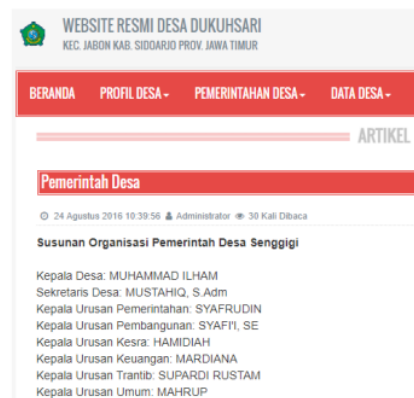 WEBSITE RESMI DESA DUKUHSARI
KEC. JABON KAB. SIDOARJO PROV. JAWA TIMUR
BERANDA PROFIL DESA PEMERINTAHAN DESA DATA DESA
ARTIKEL
Pemerintah Desa
24 Agustus 2016 10:39:56 Administrator 30 Kali Dibaca
Susunan Organisasi Pemerintah Desa Senggigi
Kepala Desa: MUHAMMAD ILHAM
Sekretaris Desa: MUSTAHIQ, S.Adm
Kepala Urusan Pemerintahan: SYAFRUDIN
Kepala Urusan Pembangunan: SYAFI'I, SE
Kepala Urusan Kesra: HAMIDIAH
Kepala Urusan Keuangan: MARDIANA
Kepala Urusan Trantib: SUPARDI RUSTAM
Kepala Urusan Umum: MAHRUP